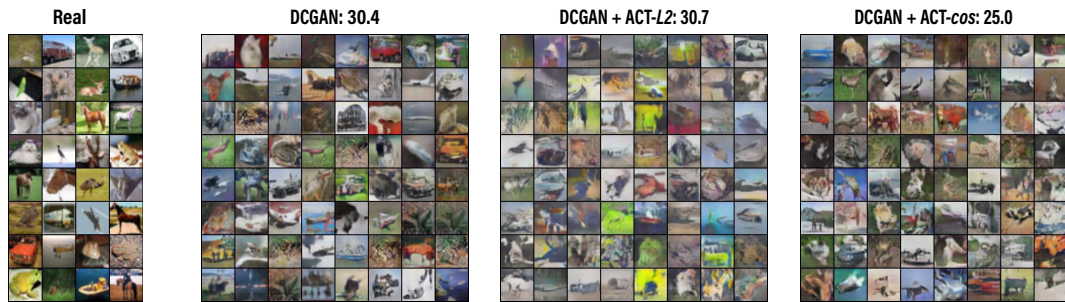 Real
DCGAN: 30.4
DCGAN + ACT-L2: 30.7
DCGAN + ACT-cos: 25.0